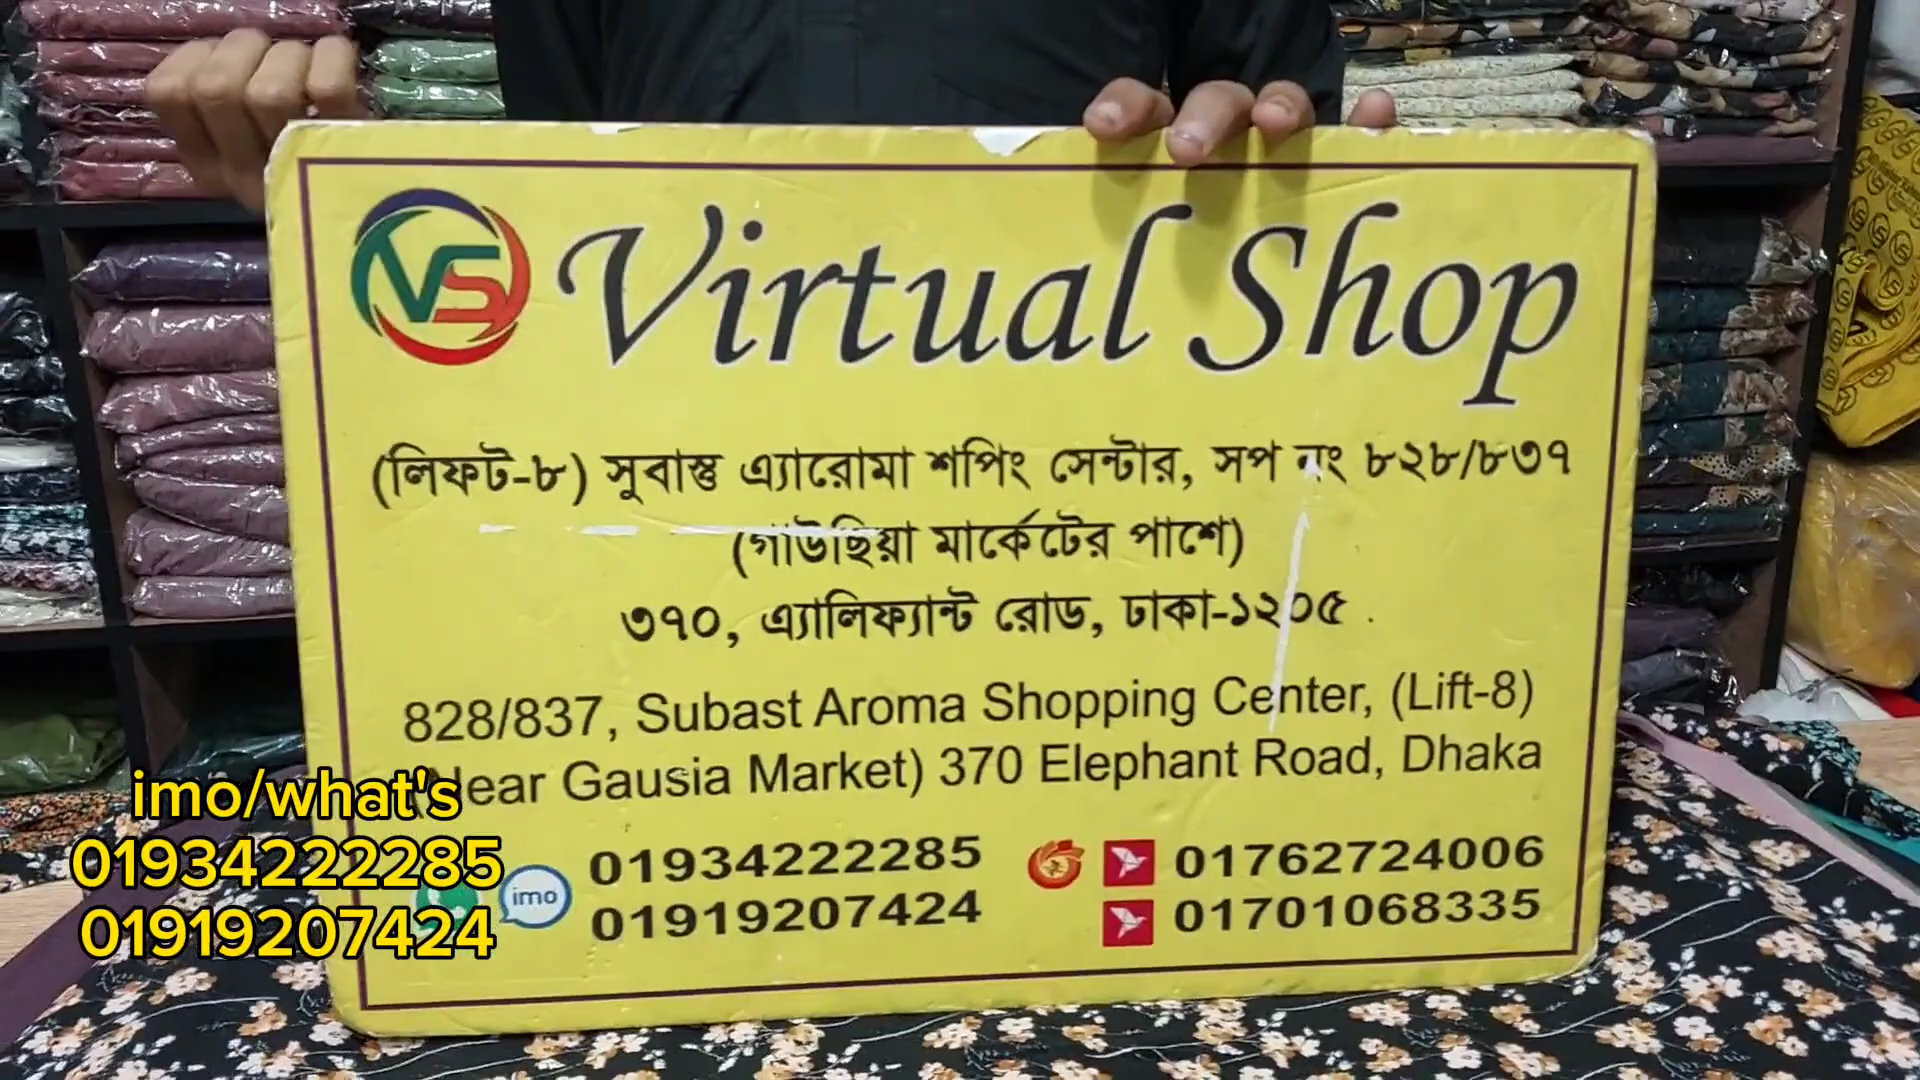 VS Virtual Shop
(লিফট-৮) সুবাস্তু এ্যারোমা শপিং সেন্টার, সপ নং ৮২৮/৮৩৭
(গাউছিয়া মার্কেটের পাশে)
৩৭০, এ্যালিফ্যান্ট রোড, ঢাকা-১২০৫.
828/837, Subast Aroma Shopping Center, (Lift-8)
(Near Gausia Market) 370 Elephant Road, Dhaka
imo 01934222285
01919207424
01762724006
01701068335
imo/what's
01934222285
01919207424